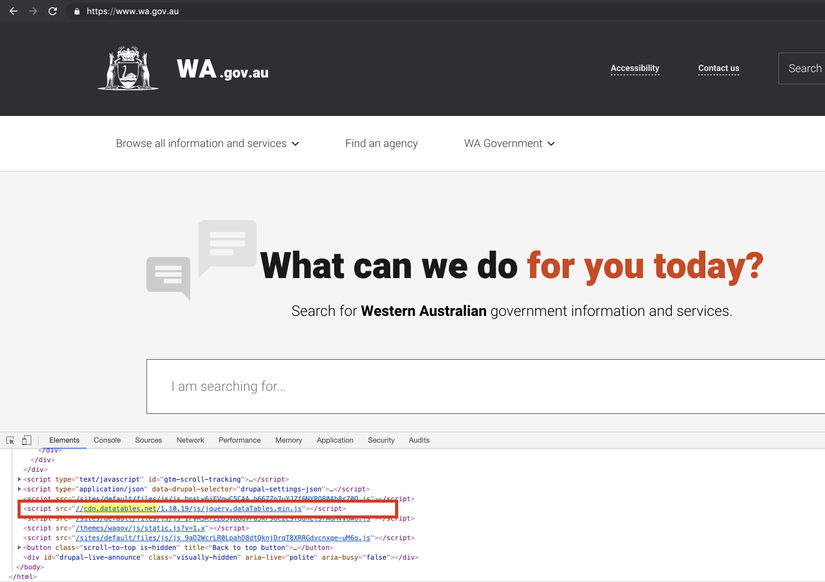 https://www.wa.gov.au
WA.gov.au
Accessibility
Contact us
Search
Browse all information and services
Find an agency
WA Government
What can we do for you today?
Search for Western Australian government information and services.
I am searching for...
Elements Console Sources Network Performance Memory Application Security Audits
</div>
</div>
</div>
<script type="text/javascript" id="gtm-scroll-tracking">…</script>
<script type="application/json" data-drupal-selector="drupal-settings-json">…</script>
<script src="/sites/default/files/js/js
<script src="//cdn.datatables.net/1.10.19/js/jquery.dataTables.min.js"></script>
<script src="/sites/default/files/js/js
<script src="/themes/wagov/js/static.js?v=1.x"></script>
<script src="/sites/default/files/js/js_9aD2WcrLR0LpahD8dtQknjDrqT8XRRGdvcnxqe-uM6o.js"></script>
<button class="scroll-to-top is-hidden" title="Back to top button">…</button>
<div id="drupal-live-announce" class="visually-hidden" aria-live="polite" aria-busy="false"></div>
</body>
</html>